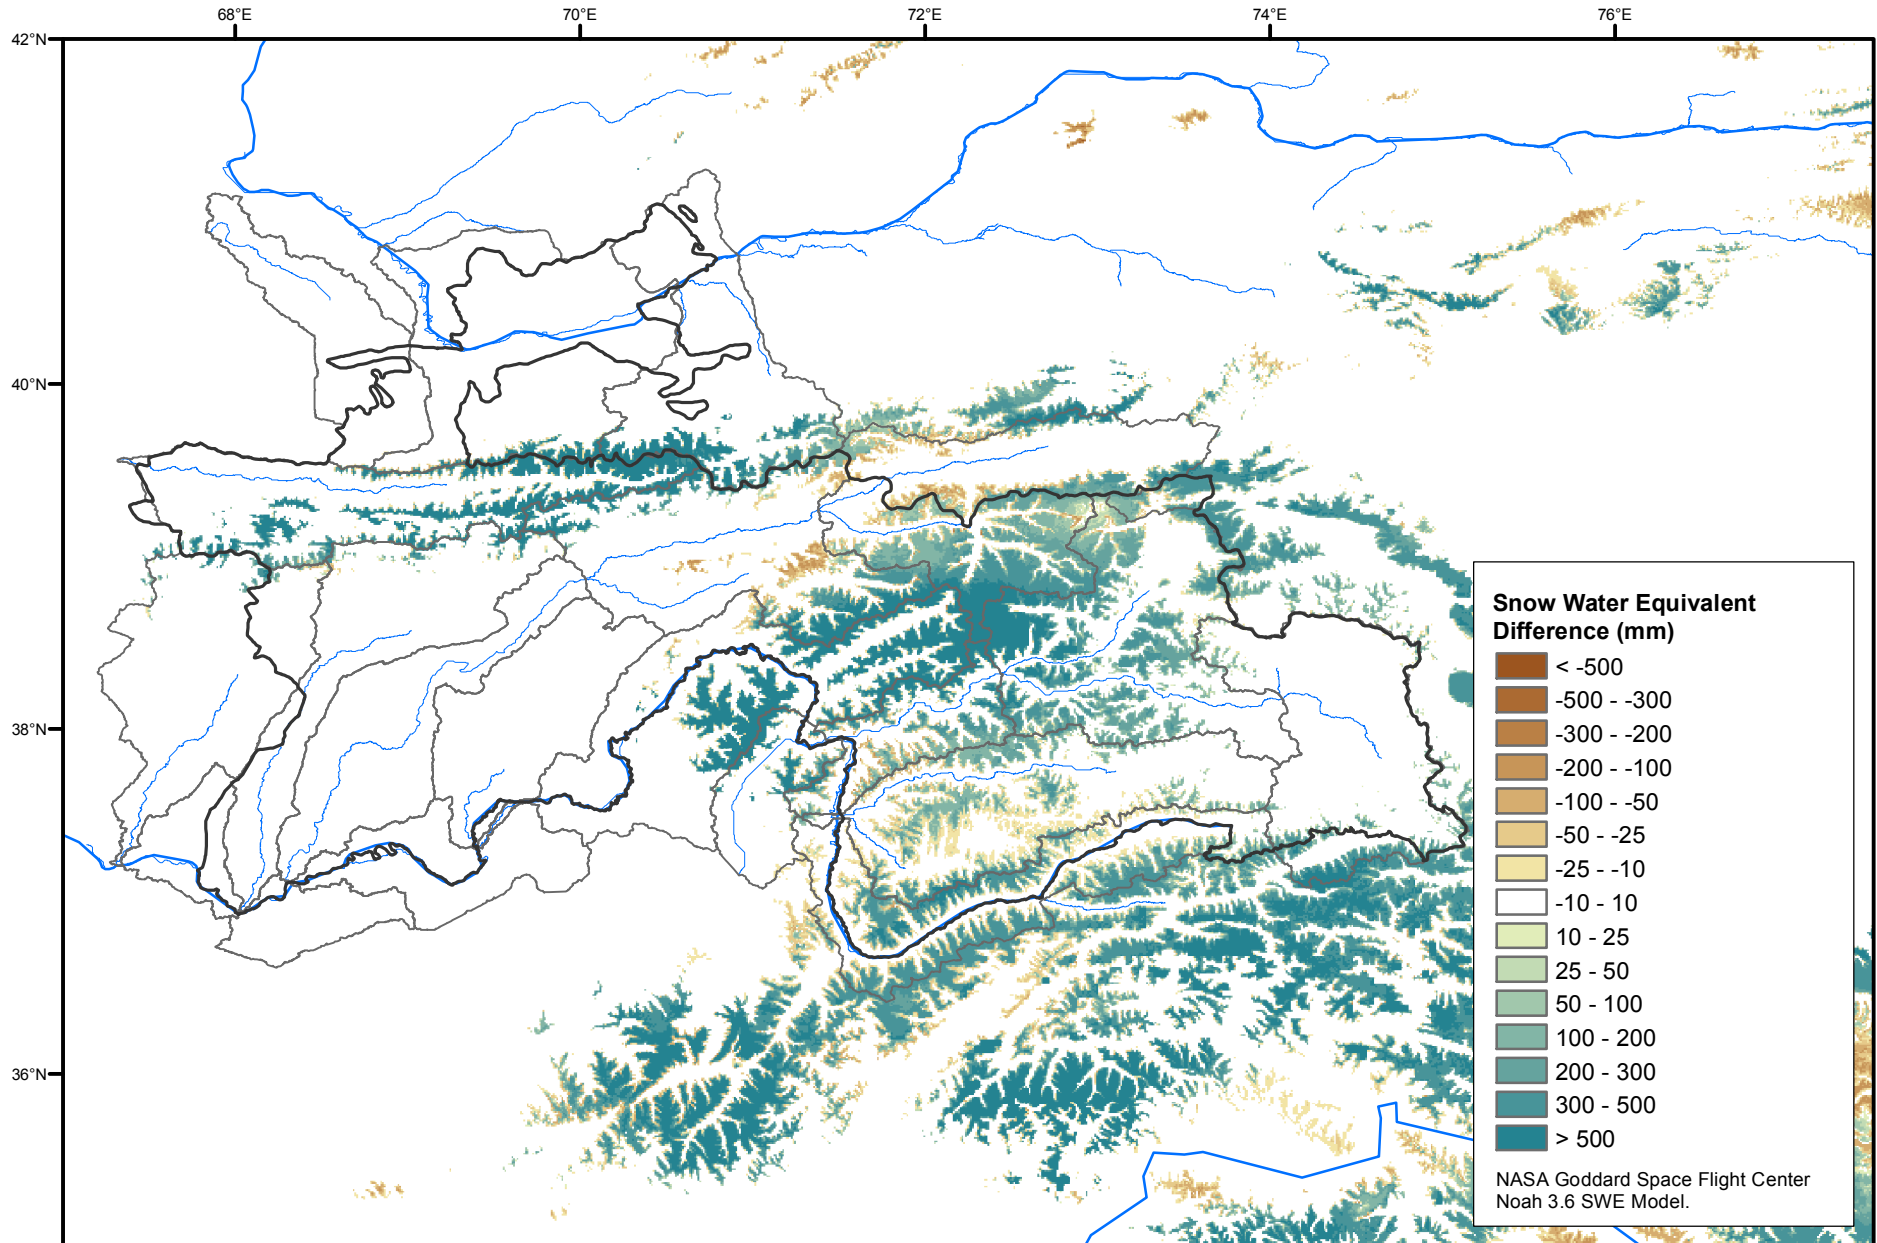 68°E
70°E
72°E
74°E
76°E
42°N
40°N
38°N
36°N
Snow Water Equivalent
Difference (mm)
< -500
-500 - -300
-300 - -200
-200 - -100
-100 - -50
-50 - -25
-25 - -10
-10 - 10
10 - 25
25 - 50
50 - 100
100 - 200
200 - 300
300 - 500
> 500
NASA Goddard Space Flight Center
Noah 3.6 SWE Model.